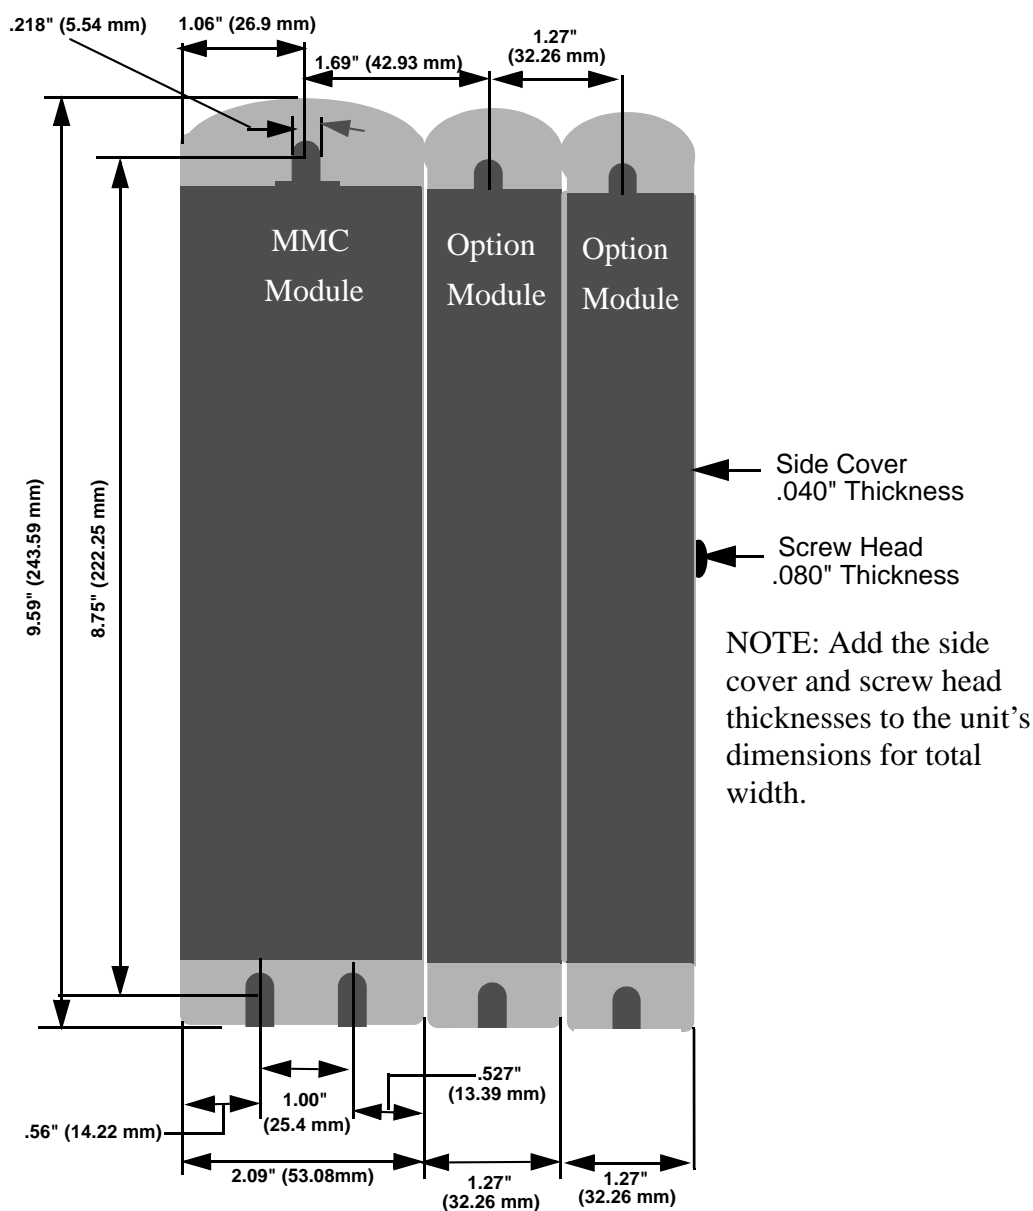 .218" (5.54 mm)
1.06" (26.9 mm)
1.69" (42.93 mm)
1.27"
(32.26 mm)
9.59" (243.59 mm)
8.75" (222.25 mm)
MMC
Module
Option
Module
Option
Module
Side Cover
.040" Thickness
Screw Head
.080" Thickness
NOTE: Add the side
cover and screw head
thicknesses to the unit’s
dimensions for total
width.
.56" (14.22 mm)
1.00"
(25.4 mm)
.527"
(13.39 mm)
2.09" (53.08mm)
1.27"
(32.26 mm)
1.27"
(32.26 mm)